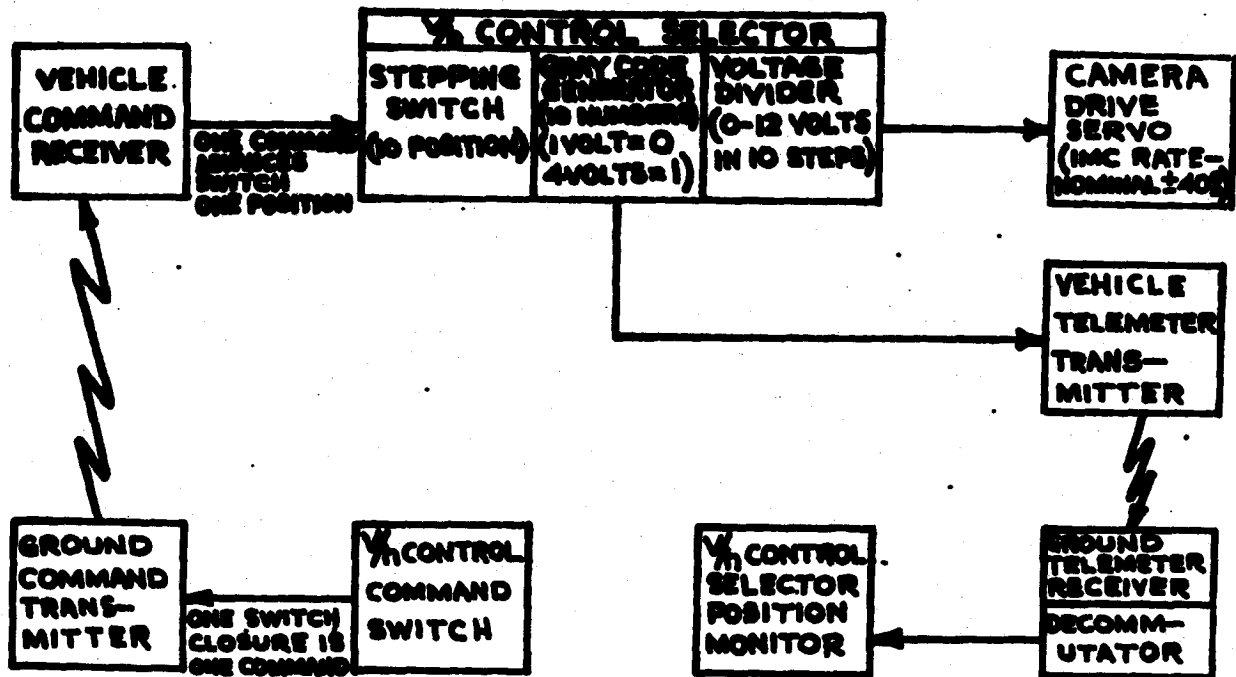 V/h CONTROL SELECTOR
VEHICLE
COMMAND
RECEIVER
ONE COMMAND
ADVANCES
SWITCH
ONE POSITION
STEPPING
SWITCH
(10 POSITION)
GRAY CODE
GENERATOR
(10 NUMBERS)
(1 VOLT = 0
4 VOLTS = 1)
VOLTAGE
DIVIDER
(0-12 VOLTS
IN 10 STEPS)
CAMERA
DRIVE
SERVO
(IMC RATE-
NOMINAL ±40%)
VEHICLE
TELEMETER
TRANS-
MITTER
GROUND
COMMAND
TRANS-
MITTER
ONE SWITCH
CLOSURE IS
ONE COMMAND
V/h CONTROL
COMMAND
SWITCH
V/h CONTROL
SELECTOR
POSITION
MONITOR
GROUND
TELEMETER
RECEIVER
DECOMM-
UTATOR